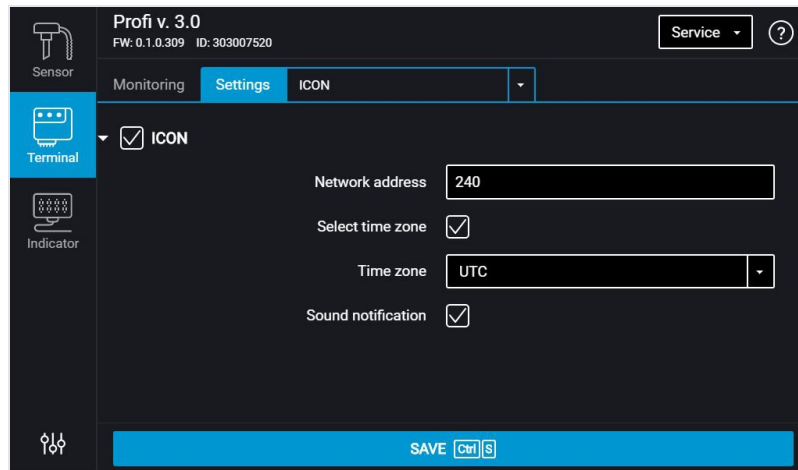 Profi v. 3.0
FW: 0.1.0.309 ID: 303007520
Service
?
Sensor
Terminal
Indicator
Monitoring Settings ICON
ICON
Network address 240
Select time zone
Time zone UTC
Sound notification
SAVE Ctrl S